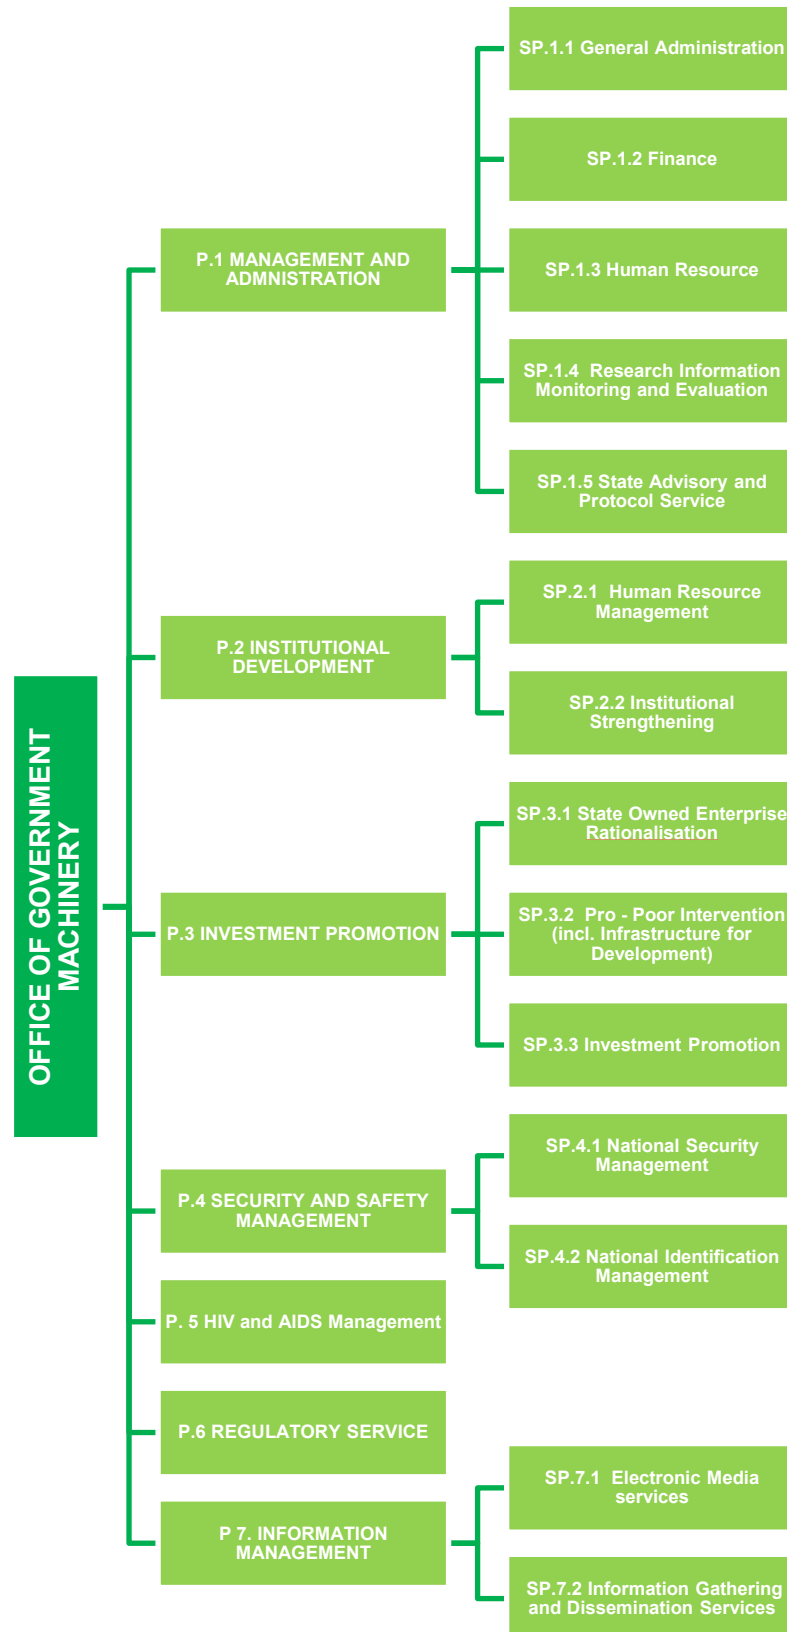 OFFICE OF GOVERNMENT
MACHINERY
P.1 MANAGEMENT AND
ADMNISTRATION
SP.1.1 General Administration
SP.1.2 Finance
SP.1.3 Human Resource
SP.1.4  Research Information
Monitoring and Evaluation
SP.1.5 State Advisory and
Protocol Service
P.2 INSTITUTIONAL
DEVELOPMENT
SP.2.1  Human Resource
Management
SP.2.2 Institutional
Strengthening
P.3 INVESTMENT PROMOTION
SP.3.1 State Owned Enterprise
Rationalisation
SP.3.2  Pro - Poor Intervention
(incl. Infrastructure for
Development)
SP.3.3 Investment Promotion
P.4 SECURITY AND SAFETY
MANAGEMENT
SP.4.1 National Security
Management
SP.4.2 National Identification
Management
P. 5 HIV and AIDS Management
P.6 REGULATORY SERVICE
P 7. INFORMATION
MANAGEMENT
SP.7.1  Electronic Media
services
SP.7.2 Information Gathering
and Dissemination Services